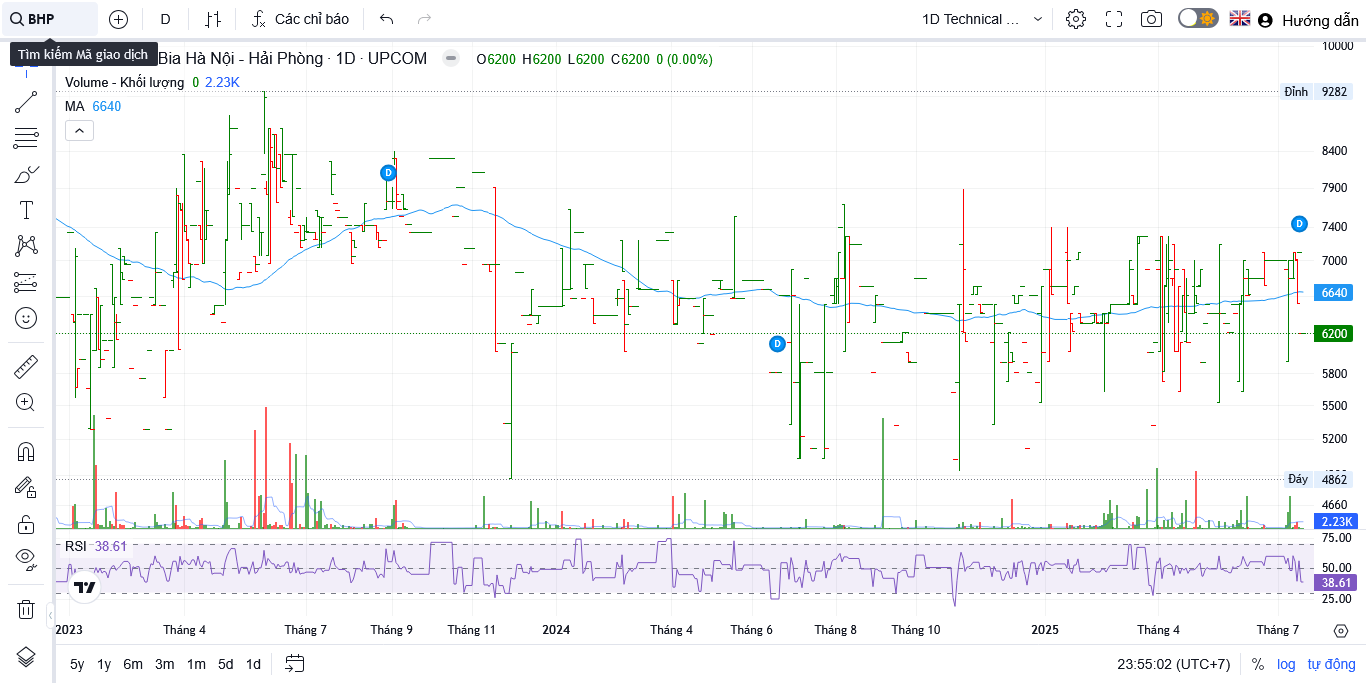 BHP D Các chỉ báo 1D Technical ... Hướng dẫn
Tìm kiếm Mã giao dịch
Bia Hà Nội - Hải Phòng · 1D · UPCOM O6200 H6200 L6200 C6200 0 (0.00%)
Volume - Khối lượng 0 2.23K
MA 6640
10000
Đỉnh 9282
8400
7900
7400
7000
6640
6200
5800
5500
5200
Đáy 4862
4660
2.23K
D
D
D
RSI 38.61
75.00
50.00
38.61
25.00
2023 Tháng 4 Tháng 7 Tháng 9 Tháng 11 2024 Tháng 4 Tháng 6 Tháng 8 Tháng 10 2025 Tháng 4 Tháng 7
5y 1y 6m 3m 1m 5d 1d 23:55:02 (UTC+7) % log tự động